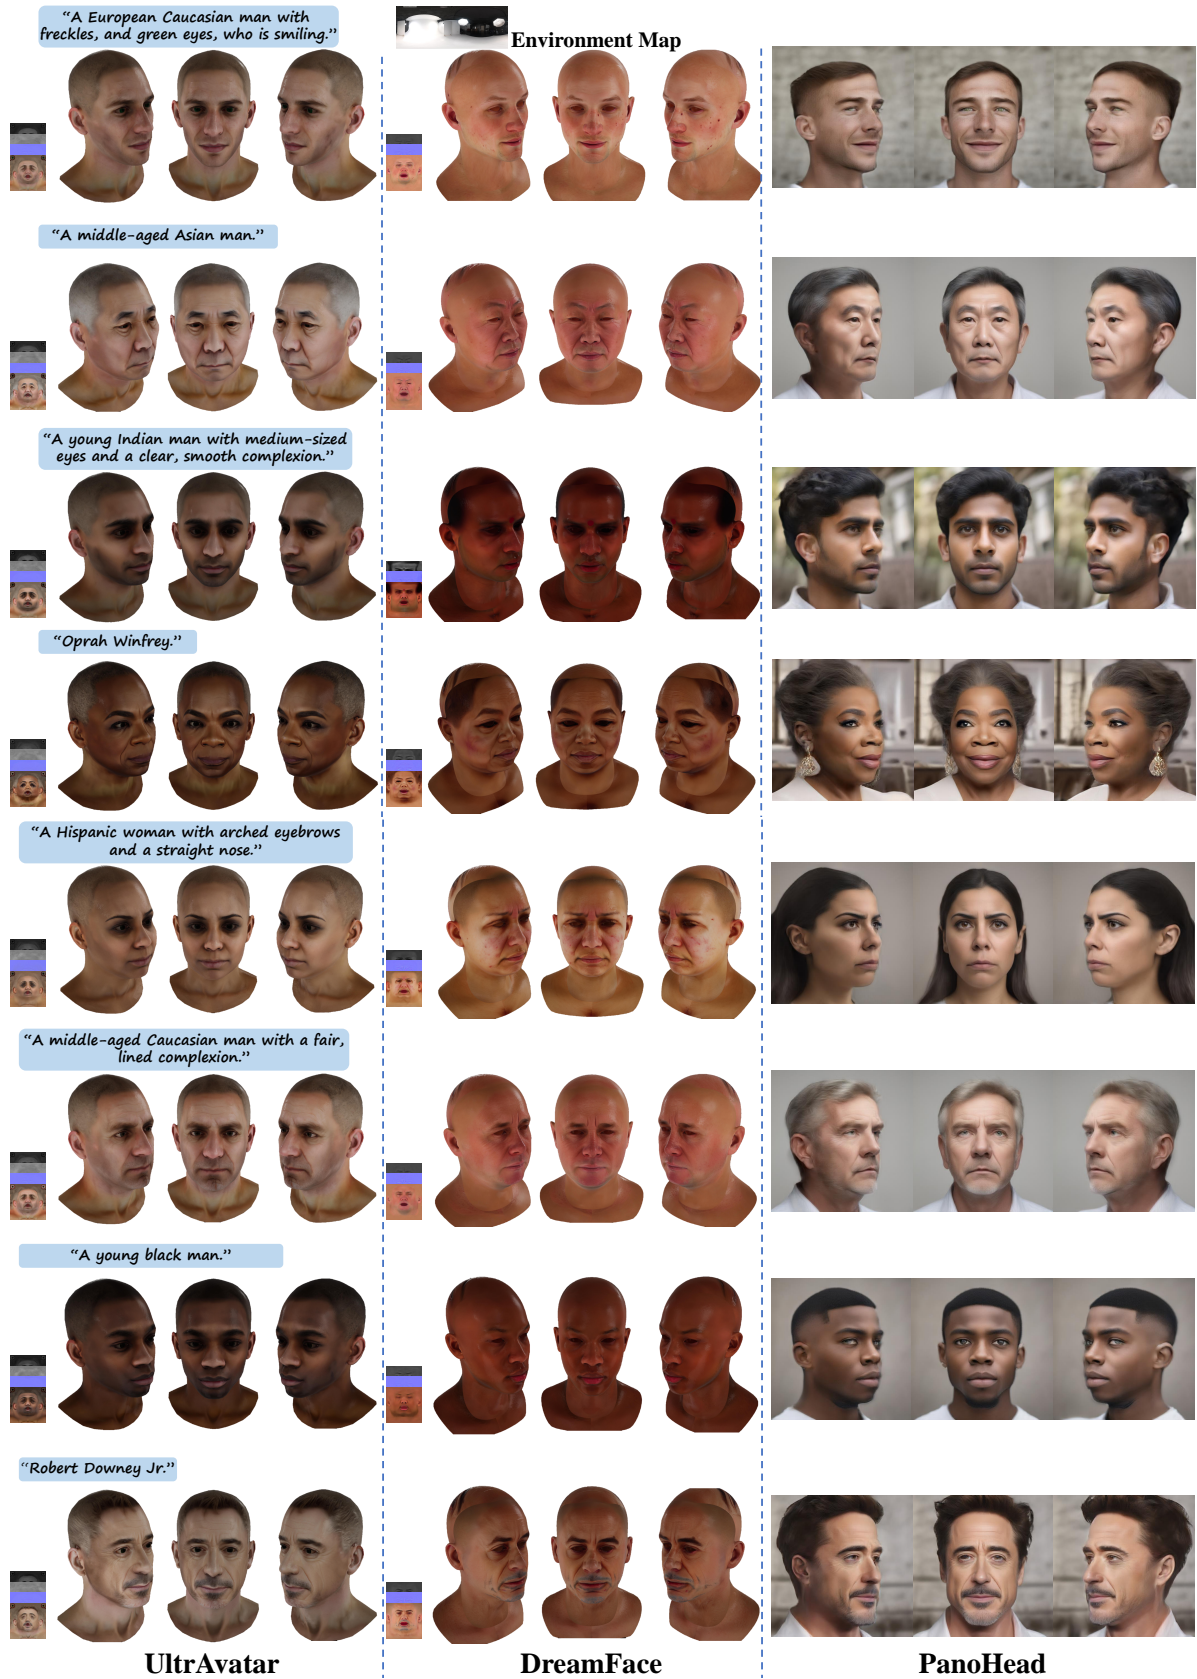 “A European Caucasian man with
freckles, and green eyes, who is smiling.”
Environment Map
“A middle-aged Asian man.”
“A young Indian man with medium-sized
eyes and a clear, smooth complexion.”
“Oprah Winfrey.”
“A Hispanic woman with arched eyebrows
and a straight nose.”
“A middle-aged Caucasian man with a fair,
lined complexion.”
“A young black man.”
“Robert Downey Jr.”
UltrAvatar
DreamFace
PanoHead